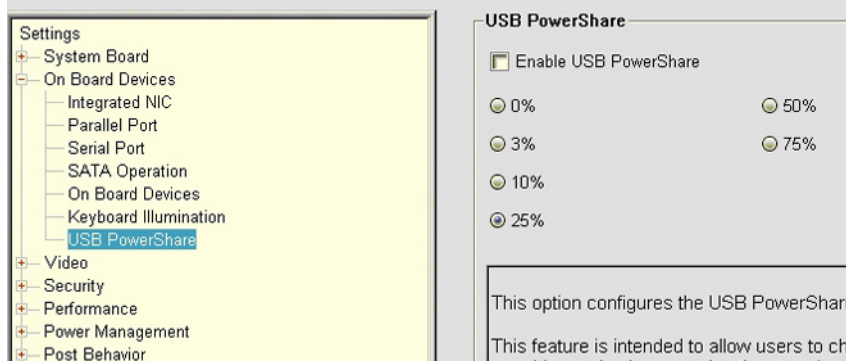 Settings
System Board
On Board Devices
Integrated NIC
Parallel Port
Serial Port
SATA Operation
On Board Devices
Keyboard Illumination
USB PowerShare
Video
Security
Performance
Power Management
Post Behavior
USB PowerShare
Enable USB PowerShare
0%
50%
3%
75%
10%
25%
This option configures the USB PowerShar
This feature is intended to allow users to ch